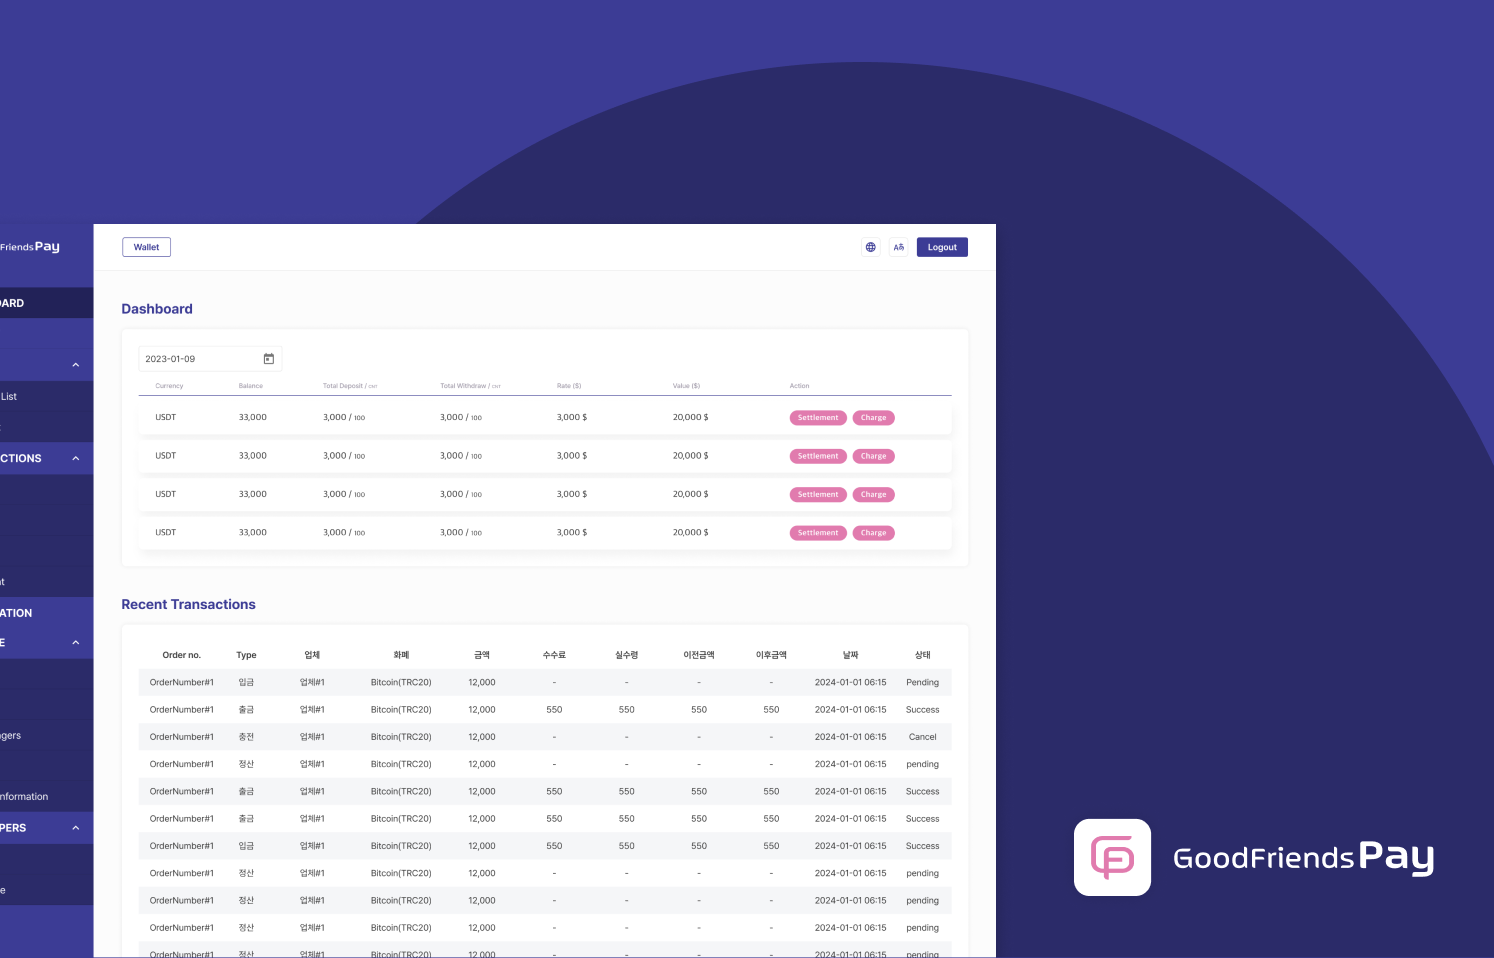 Friends Pay
Wallet
Logout
OARD
Dashboard
2023-01-09
Currency Balance Total Deposit / CNT Total Withdraw / CNT Rate ($) Value ($) Action
List
USDT 33,000 3,000 / 100 3,000 / 100 3,000 $ 20,000 $ Settlement Charge
CTIONS
USDT 33,000 3,000 / 100 3,000 / 100 3,000 $ 20,000 $ Settlement Charge
USDT 33,000 3,000 / 100 3,000 / 100 3,000 $ 20,000 $ Settlement Charge
USDT 33,000 3,000 / 100 3,000 / 100 3,000 $ 20,000 $ Settlement Charge
nt
Recent Transactions
ATION
E
Order no. Type 업체 화폐 금액 수수료 실수령 이전금액 이후금액 날짜 상태
OrderNumber#1 입금 업체#1 Bitcoin(TRC20) 12,000 - - - - 2024-01-01 06:15 Pending
OrderNumber#1 출금 업체#1 Bitcoin(TRC20) 12,000 550 550 550 550 2024-01-01 06:15 Success
gers
OrderNumber#1 충전 업체#1 Bitcoin(TRC20) 12,000 - - - - 2024-01-01 06:15 Cancel
OrderNumber#1 정산 업체#1 Bitcoin(TRC20) 12,000 - - - - 2024-01-01 06:15 pending
nformation
OrderNumber#1 출금 업체#1 Bitcoin(TRC20) 12,000 550 550 550 550 2024-01-01 06:15 Success
OrderNumber#1 출금 업체#1 Bitcoin(TRC20) 12,000 550 550 550 550 2024-01-01 06:15 Success
PERS
OrderNumber#1 입금 업체#1 Bitcoin(TRC20) 12,000 550 550 550 550 2024-01-01 06:15 Success
OrderNumber#1 정산 업체#1 Bitcoin(TRC20) 12,000 - - - - 2024-01-01 06:15 pending
e
OrderNumber#1 정산 업체#1 Bitcoin(TRC20) 12,000 - - - - 2024-01-01 06:15 pending
OrderNumber#1 정산 업체#1 Bitcoin(TRC20) 12,000 - - - - 2024-01-01 06:15 pending
OrderNumber#1 정산 업체#1 Bitcoin(TRC20) 12,000 - - - - 2024-01-01 06:15 pending
GoodFriends Pay